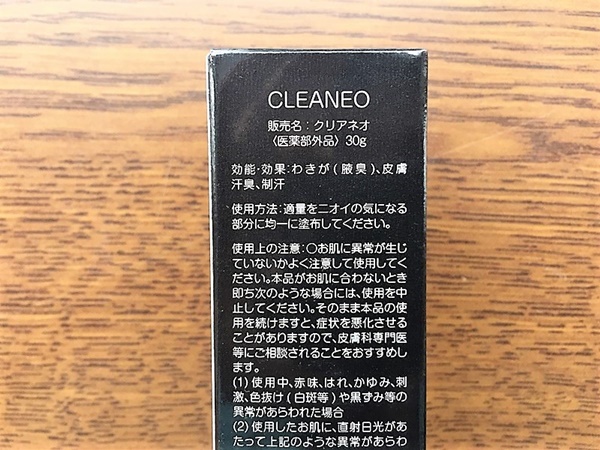 CLEANEO
販売名：クリアネオ
〈医薬部外品〉30g
効能・効果：わきが(腋臭)、皮膚
汗臭、制汗
使用方法：適量をニオイの気になる
部分に均一に塗布してください。
使用上の注意：○お肌に異常が生じ
ていないかよく注意して使用してく
ださい。本品がお肌に合わないとき
即ち次のような場合には、使用を中
止してください。そのまま本品の使
用を続けますと、症状を悪化させる
ことがありますので、皮膚科専門医
等にご相談されることをおすすめし
ます。
(1)使用中、赤味、はれ、かゆみ、刺
激、色抜け(白斑等)や黒ずみ等の
異常があらわれた場合
(2)使用したお肌に、直射日光があ
たって上記のような異常があらわ